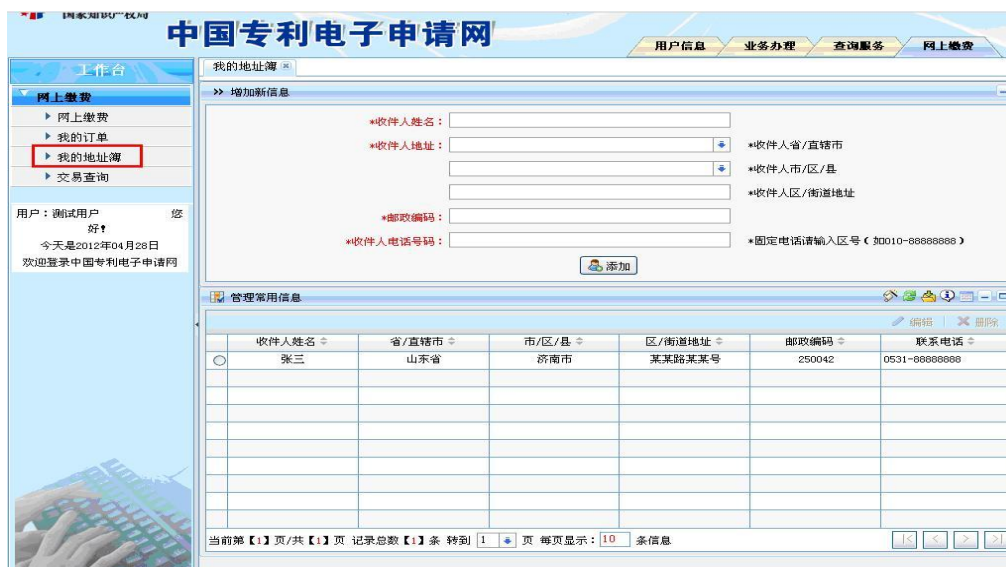 国家知识产权局
中国专利电子申请网
用户信息 业务办理 查询服务 网上缴费
工作台
我的地址簿
网上缴费
>> 增加新信息
网上缴费
我的订单
我的地址簿
交易查询
*收件人姓名：
*收件人地址： *收件人省/直辖市
*收件人市/区/县
*收件人区/街道地址
*邮政编码：
*收件人电话号码： *固定电话请输入区号（如010-88888888）
添加
用户：测试用户 您
好！
今天是2012年04月28日
欢迎登录中国专利电子申请网
管理常用信息
编辑 删除
收件人姓名 省/直辖市 市/区/县 区/街道地址 邮政编码 联系电话
张三 山东省 济南市 某某路某某号 250042 0531-88888888
当前第【1】页/共【1】页 记录总数【1】条 转到 1 页 每页显示：10 条信息